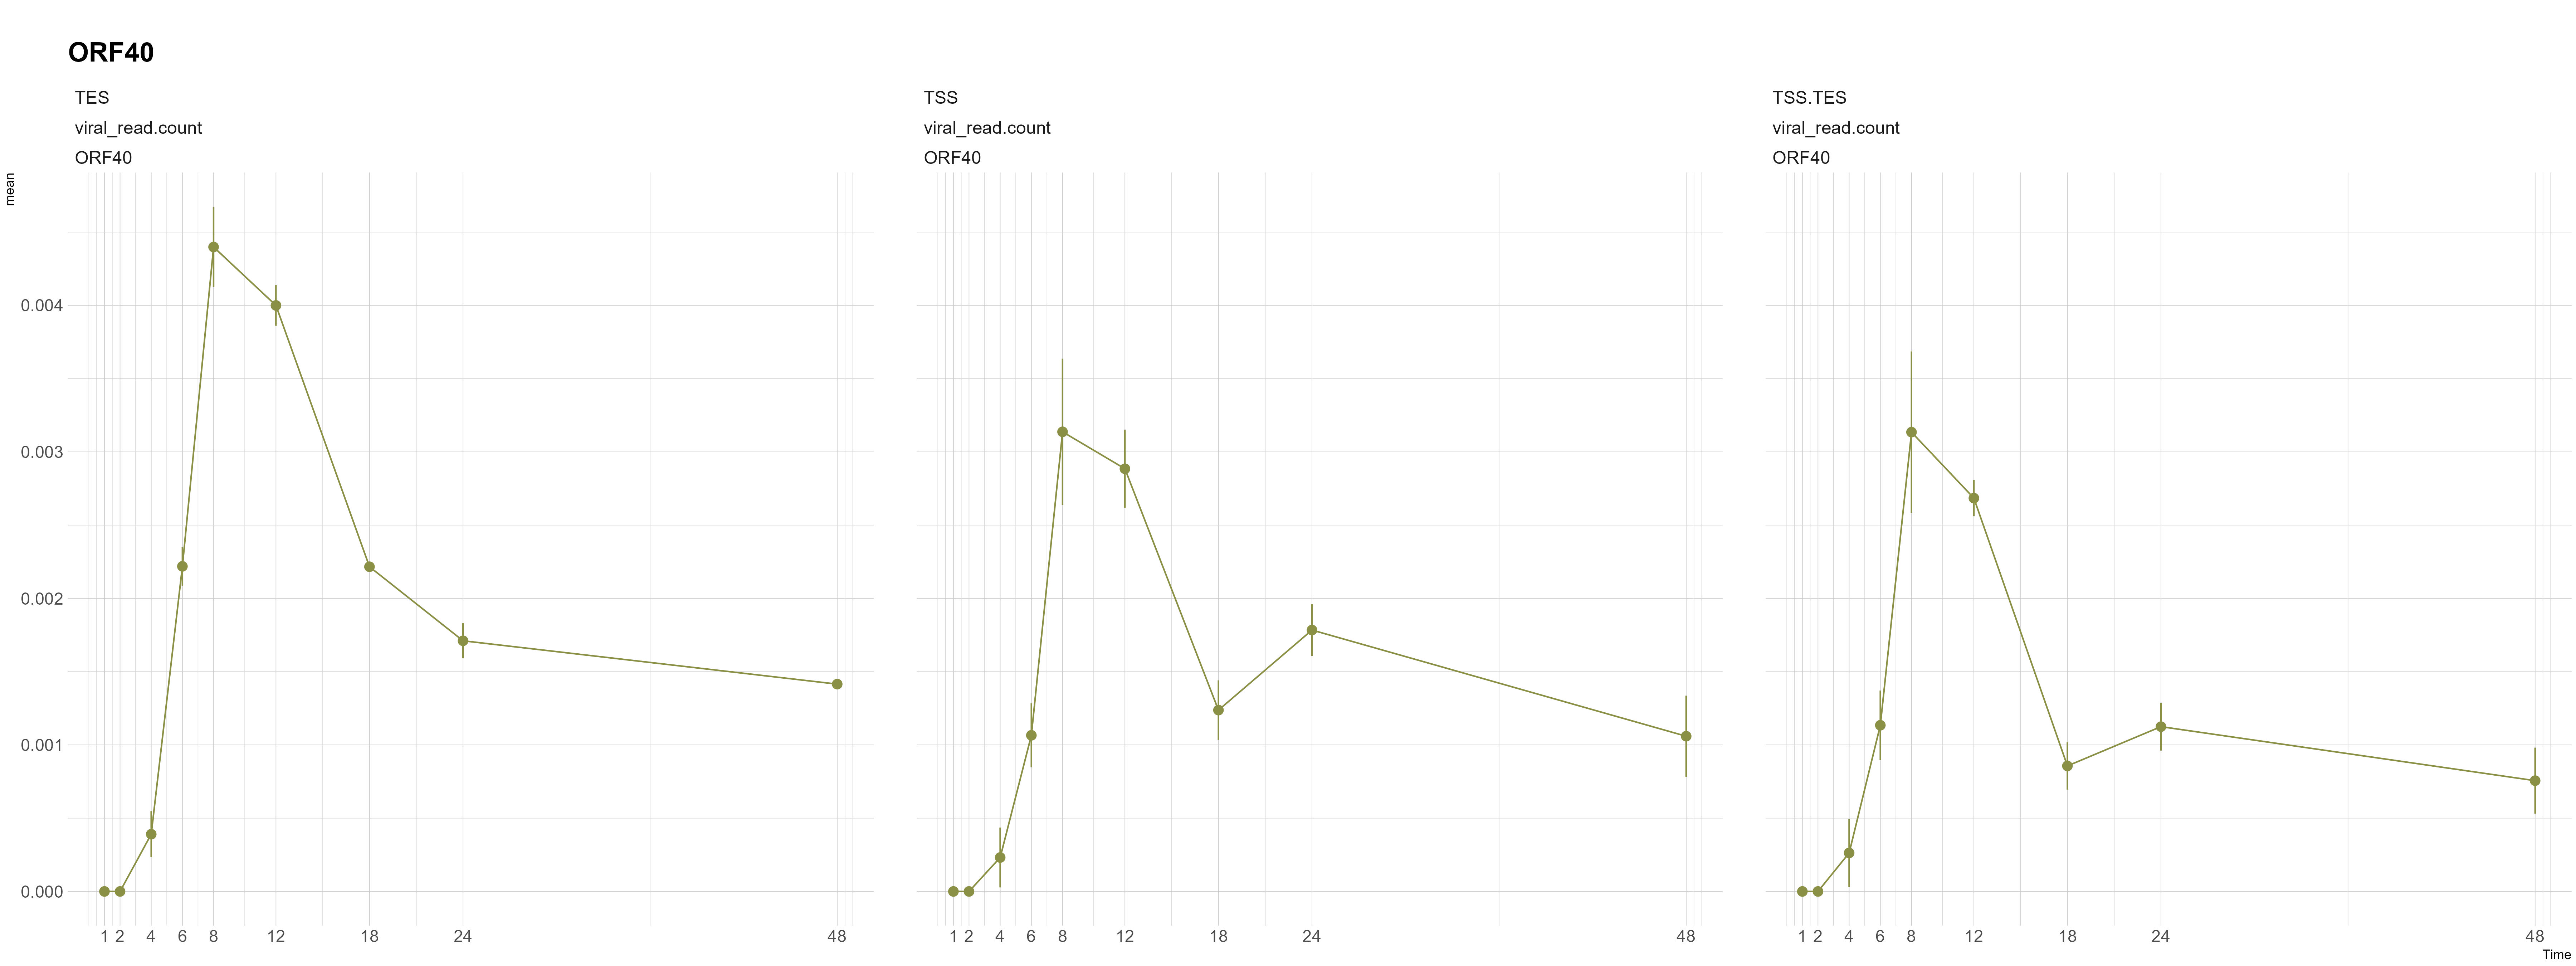 ORF40
TES
viral_read.count
ORF40
TSS
viral_read.count
ORF40
TSS.TES
viral_read.count
ORF40
mean
0.004
0.003
0.002
0.001
0.000
1 2 4 6 8 12 18 24 48
1 2 4 6 8 12 18 24 48
1 2 4 6 8 12 18 24 48
Time